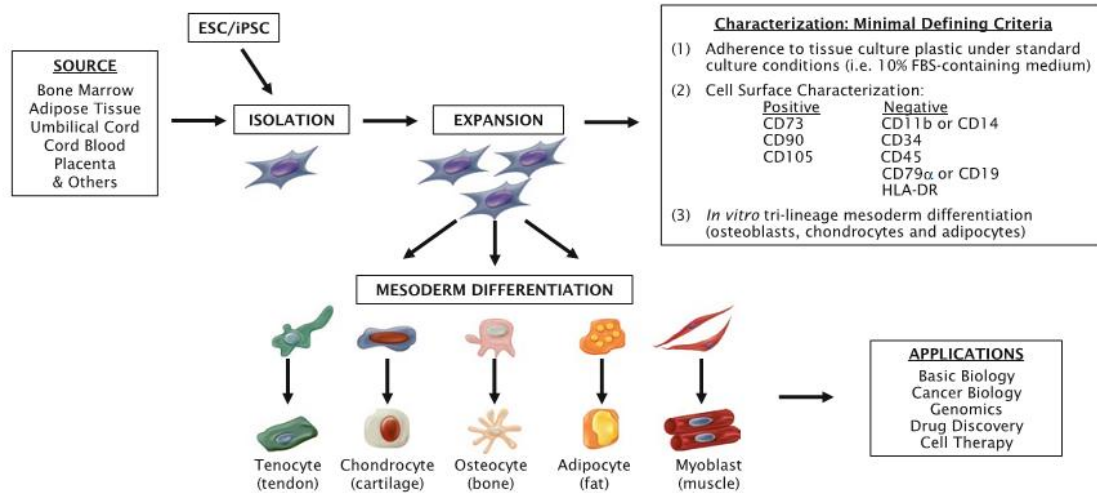 ESC/iPSC
SOURCE
Bone Marrow
Adipose Tissue
Umbilical Cord
Cord Blood
Placenta
& Others
ISOLATION
EXPANSION
Characterization: Minimal Defining Criteria
(1) Adherence to tissue culture plastic under standard
culture conditions (i.e. 10% FBS-containing medium)
(2) Cell Surface Characterization:
Positive Negative
CD73 CD11b or CD14
CD90 CD34
CD105 CD45
CD79α or CD19
HLA-DR
(3) In vitro tri-lineage mesoderm differentiation
(osteoblasts, chondrocytes and adipocytes)
MESODERM DIFFERENTIATION
Tenocyte Chondrocyte Osteocyte Adipocyte Myoblast
(tendon) (cartilage) (bone) (fat) (muscle)
APPLICATIONS
Basic Biology
Cancer Biology
Genomics
Drug Discovery
Cell Therapy